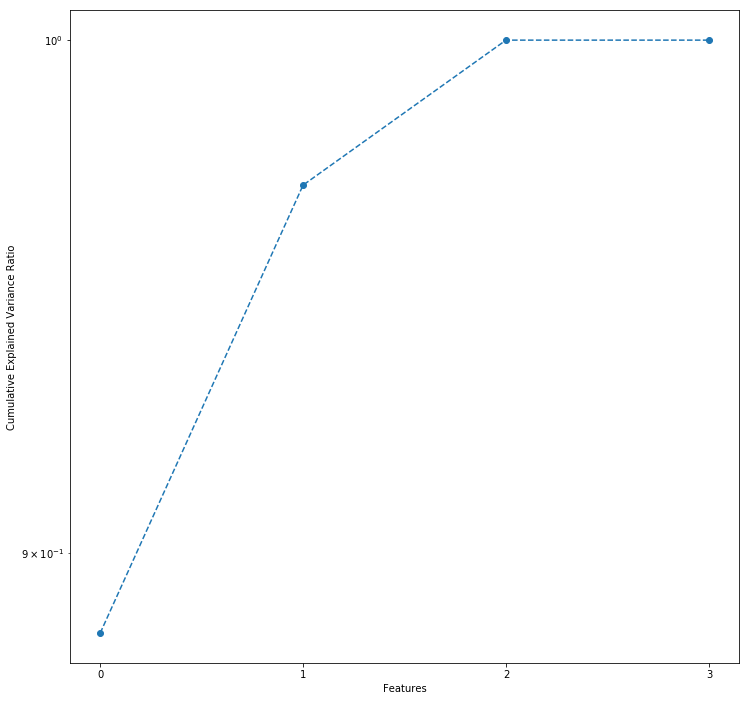 10⁰
Cumulative Explained Variance Ratio
9 × 10⁻¹
0 1 2 3
Features